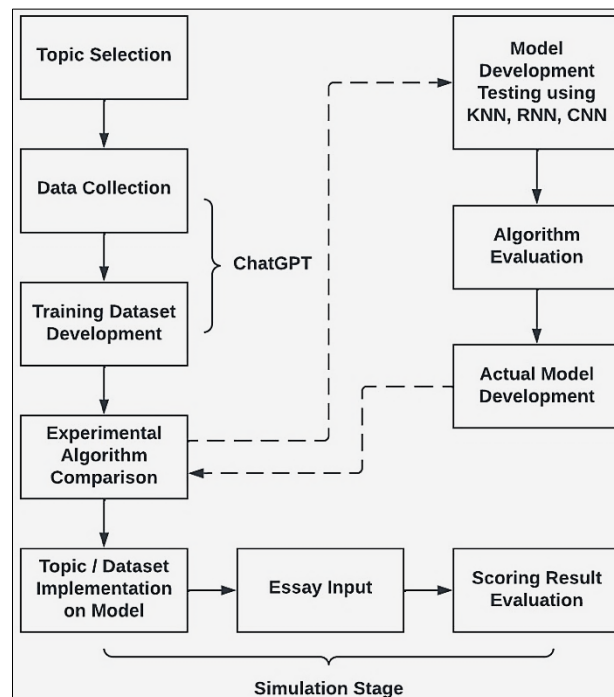 Topic Selection
Data Collection
ChatGPT
Training Dataset
Development
Experimental
Algorithm
Comparison
Model
Development
Testing using
KNN, RNN, CNN
Algorithm
Evaluation
Actual Model
Development
Topic / Dataset
Implementation
on Model
Essay Input
Scoring Result
Evaluation
Simulation Stage